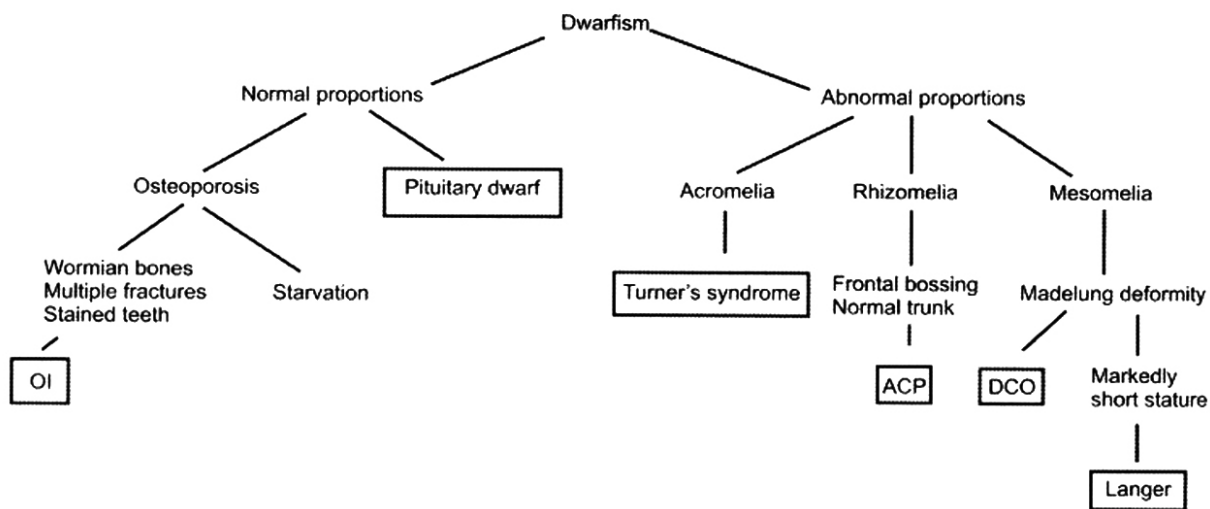 Dwarfism
Normal proportions
Abnormal proportions
Osteoporosis
Pituitary dwarf
Acromelia
Rhizomelia
Mesomelia
Wormian bones
Multiple fractures
Stained teeth
Starvation
Turner's syndrome
Frontal bossing
Normal trunk
Madelung deformity
OI
ACP
DCO
Markedly
short stature
Langer